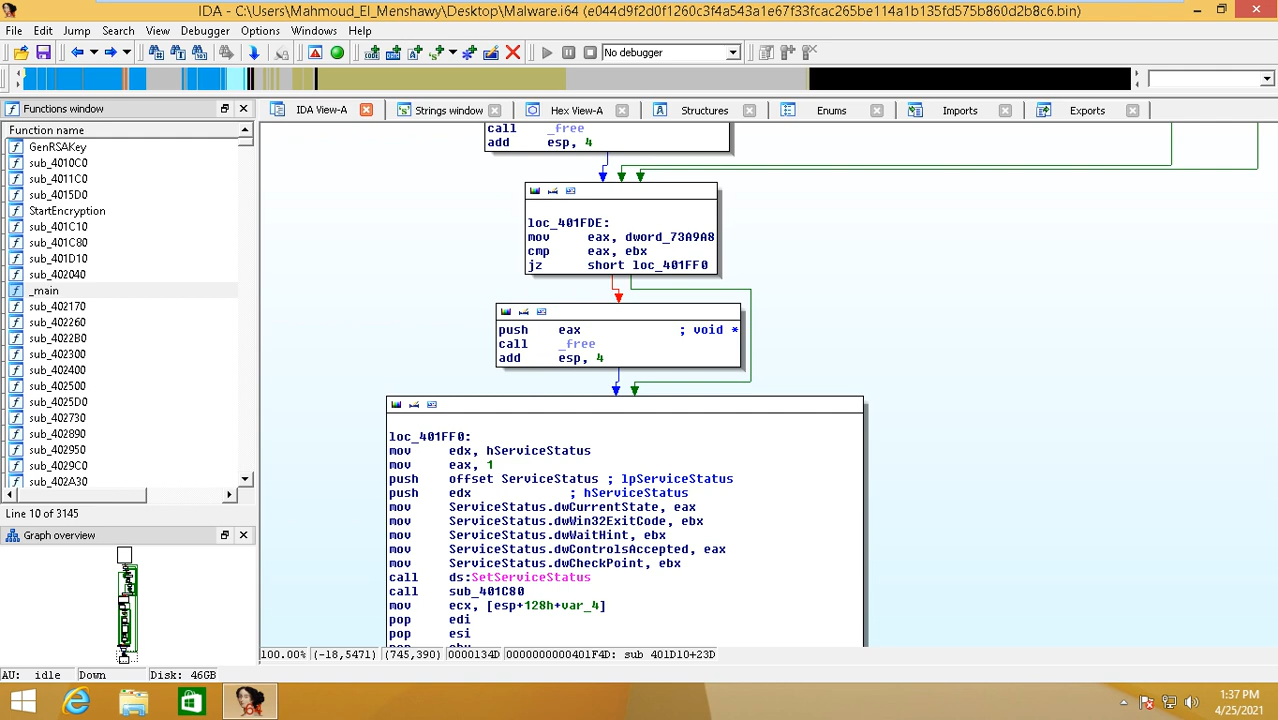 IDA - C:\Users\Mahmoud_El_Menshawy\Desktop\Malware.i64 (e044d9f2d0f1260c3f4a543a1e67f33fcac265be114a1b135fd575b860d2b8c6.bin)
File Edit Jump Search View Debugger Options Windows Help
No debugger
Functions window
IDA View-A
Strings window
Hex View-A
Structures
Enums
Imports
Exports
Function name
GenRSAKey
sub_4010C0
sub_4011C0
sub_4015D0
StartEncryption
sub_401C10
sub_401C80
sub_401D10
sub_402040
_main
sub_402170
sub_402260
sub_4022B0
sub_402300
sub_402400
sub_402500
sub_4025D0
sub_402730
sub_402890
sub_402950
sub_4029C0
sub_402A30
Line 10 of 3145
Graph overview
call _free
add esp, 4
loc_401FDE:
mov eax, dword_73A9A8
cmp eax, ebx
jz short loc_401FF0
push eax ; void *
call _free
add esp, 4
loc_401FF0:
mov edx, hServiceStatus
mov eax, 1
push offset ServiceStatus ; lpServiceStatus
push edx ; hServiceStatus
mov ServiceStatus.dwCurrentState, eax
mov ServiceStatus.dwWin32ExitCode, ebx
mov ServiceStatus.dwWaitHint, ebx
mov ServiceStatus.dwControlsAccepted, eax
mov ServiceStatus.dwCheckPoint, ebx
call ds:SetServiceStatus
call sub_401C80
mov ecx, [esp+128h+var_4]
pop edi
pop esi
pop ebx
100.00% (-18,5471) (745,390) 0000134D 0000000000401F4D: sub_401D10+23D
AU: idle Down Disk: 46GB
64
1:37 PM
4/25/2021